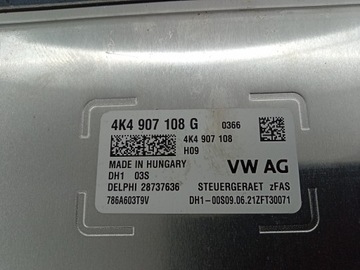 4K4 907 108 G 0366
4K4 907 108
H09
MADE IN HUNGARY
DH1 03S VW AG
DELPHI 28737636 STEUERGERAET zFAS
786A603T9V DH1-00S09.06.21ZFT30071